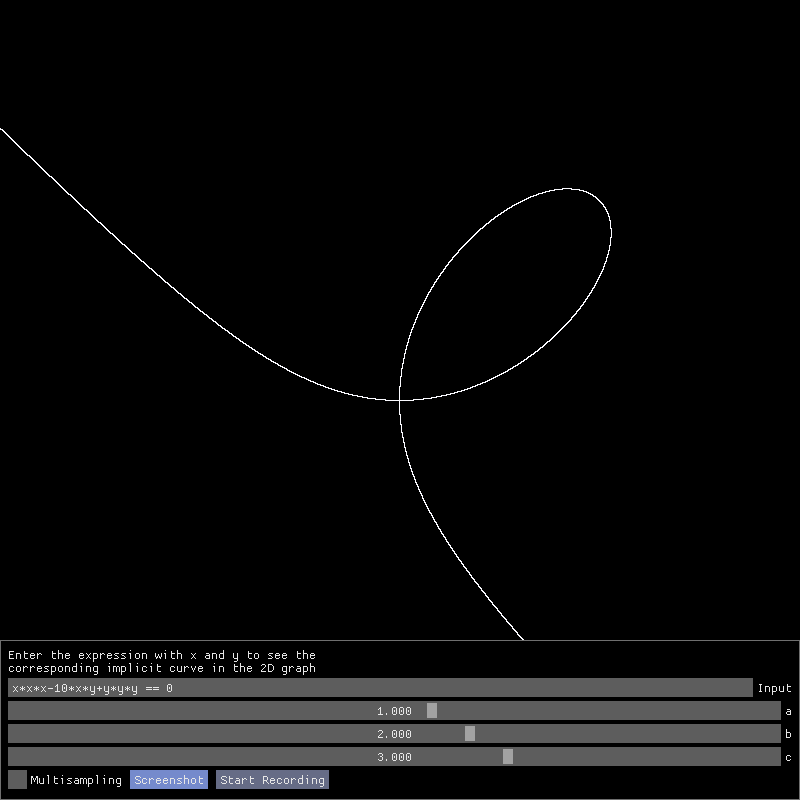 Enter the expression with x and y to see the
corresponding implicit curve in the 2D graph
x*x*x-10*x*y+y*y*y == 0 Input
1.000 a
2.000 b
3.000 c
Multisampling Screenshot Start Recording